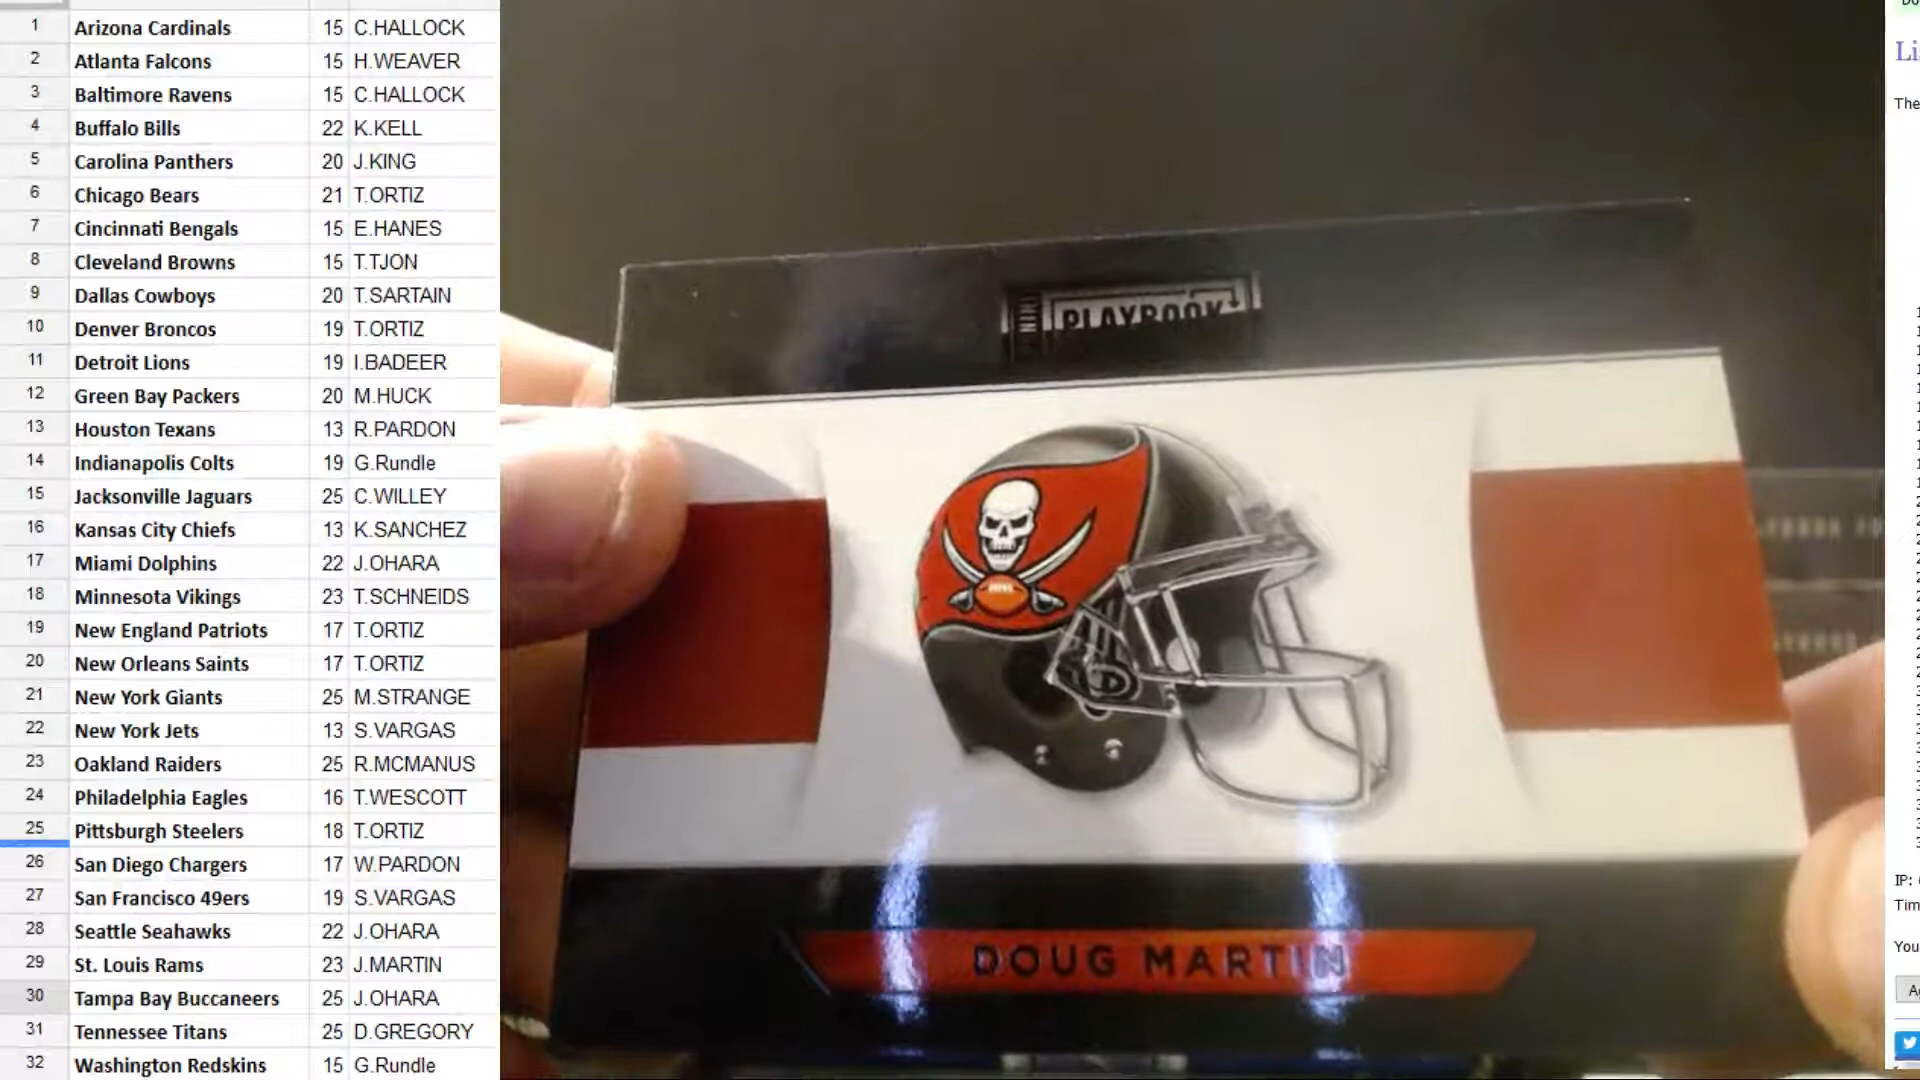 1 Arizona Cardinals 15 C.HALLOCK
2 Atlanta Falcons 15 H.WEAVER
3 Baltimore Ravens 15 C.HALLOCK
4 Buffalo Bills 22 K.KELL
5 Carolina Panthers 20 J.KING
6 Chicago Bears 21 T.ORTIZ
7 Cincinnati Bengals 15 E.HANES
8 Cleveland Browns 15 T.TJON
9 Dallas Cowboys 20 T.SARTAIN
10 Denver Broncos 19 T.ORTIZ
11 Detroit Lions 19 I.BADEER
12 Green Bay Packers 20 M.HUCK
13 Houston Texans 13 R.PARDON
14 Indianapolis Colts 19 G.Rundle
15 Jacksonville Jaguars 25 C.WILLEY
16 Kansas City Chiefs 13 K.SANCHEZ
17 Miami Dolphins 22 J.OHARA
18 Minnesota Vikings 23 T.SCHNEIDS
19 New England Patriots 17 T.ORTIZ
20 New Orleans Saints 17 T.ORTIZ
21 New York Giants 25 M.STRANGE
22 New York Jets 13 S.VARGAS
23 Oakland Raiders 25 R.MCMANUS
24 Philadelphia Eagles 16 T.WESCOTT
25 Pittsburgh Steelers 18 T.ORTIZ
26 San Diego Chargers 17 W.PARDON
27 San Francisco 49ers 19 S.VARGAS
28 Seattle Seahawks 22 J.OHARA
29 St. Louis Rams 23 J.MARTIN
30 Tampa Bay Buccaneers 25 J.OHARA
31 Tennessee Titans 25 D.GREGORY
32 Washington Redskins 15 G.Rundle
PLAYBOOK
DOUG MARTIN
Li
The
IP:
Tim
You